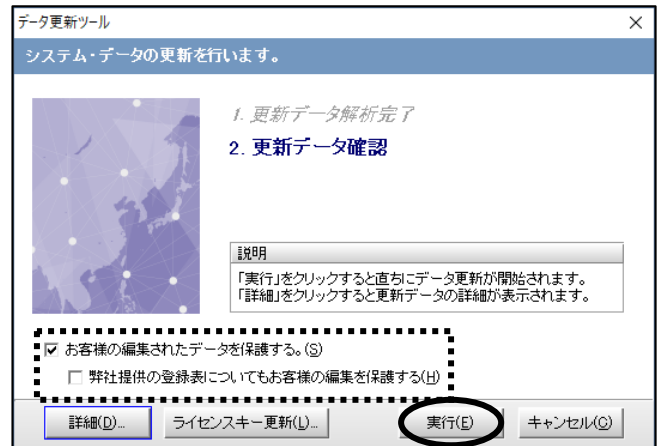 データ更新ツール
システム・データの更新を行います。
1. 更新データ解析完了
2. 更新データ確認
説明
「実行」をクリックすると直ちにデータ更新が開始されます。
「詳細」をクリックすると更新データの詳細が表示されます。
お客様の編集されたデータを保護する。(S)
弊社提供の登録表についてもお客様の編集を保護する(H)
詳細(D)... ライセンスキー更新(L)... 実行(E) キャンセル(C)